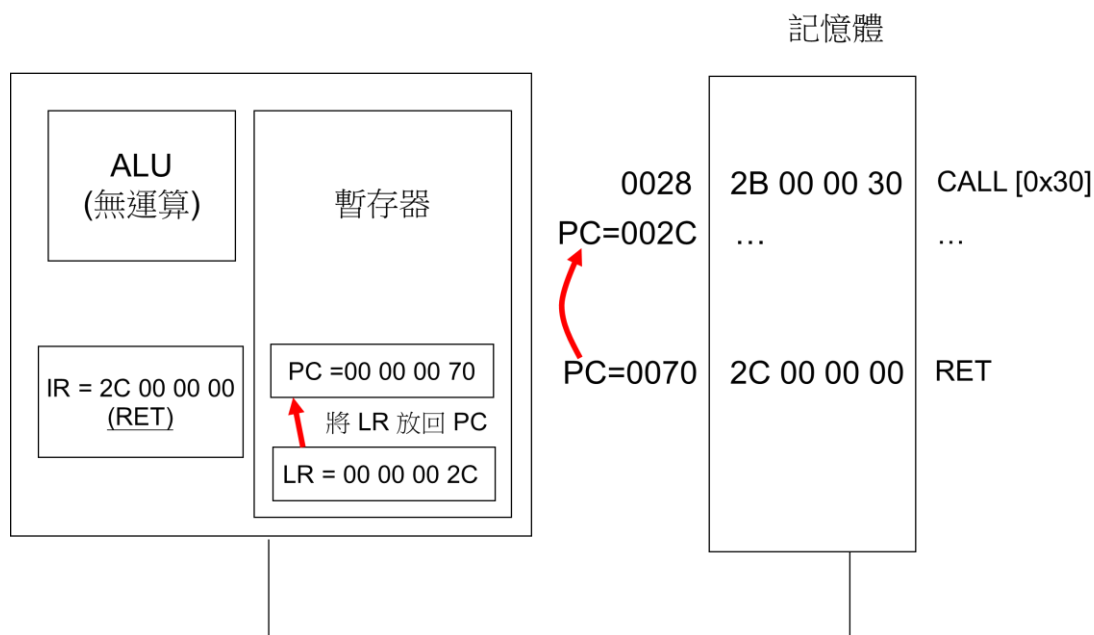 記憶體
ALU
(無運算)
暫存器
IR = 2C 00 00 00
(RET)
PC =00 00 00 70
將 LR 放回 PC
LR = 00 00 00 2C
0028 2B 00 00 30 CALL [0x30]
PC=002C … …
PC=0070 2C 00 00 00 RET